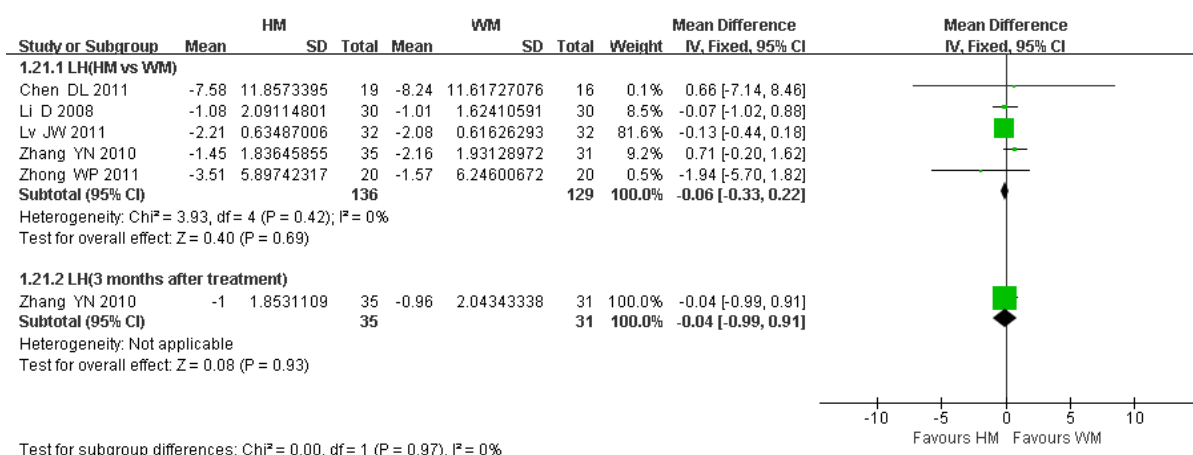 HM WM Mean Difference Mean Difference
Study or Subgroup Mean SD Total Mean SD Total Weight IV, Fixed, 95% CI IV, Fixed, 95% CI
1.21.1 LH(HM vs WM)
Chen DL 2011 -7.58 11.8573395 19 -8.24 11.61727076 16 0.1% 0.66 [-7.14, 8.46]
Li D 2008 -1.08 2.09114801 30 -1.01 1.62410591 30 8.5% -0.07 [-1.02, 0.88]
Lv JW 2011 -2.21 0.63487006 32 -2.08 0.61626293 32 81.6% -0.13 [-0.44, 0.18]
Zhang YN 2010 -1.45 1.83645855 35 -2.16 1.93128972 31 9.2% 0.71 [-0.20, 1.62]
Zhong WP 2011 -3.51 5.89742317 20 -1.57 6.24600672 20 0.5% -1.94 [-5.70, 1.82]
Subtotal (95% CI) 136 129 100.0% -0.06 [-0.33, 0.22]
Heterogeneity: Chi² = 3.93, df = 4 (P = 0.42); I² = 0%
Test for overall effect: Z = 0.40 (P = 0.69)
1.21.2 LH(3 months after treatment)
Zhang YN 2010 -1 1.8531109 35 -0.96 2.04343338 31 100.0% -0.04 [-0.99, 0.91]
Subtotal (95% CI) 35 31 100.0% -0.04 [-0.99, 0.91]
Heterogeneity: Not applicable
Test for overall effect: Z = 0.08 (P = 0.93)
-10 -5 0 5 10
Favours HM Favours WM
Test for subgroup differences: Chi² = 0.00, df = 1 (P = 0.97), I² = 0%